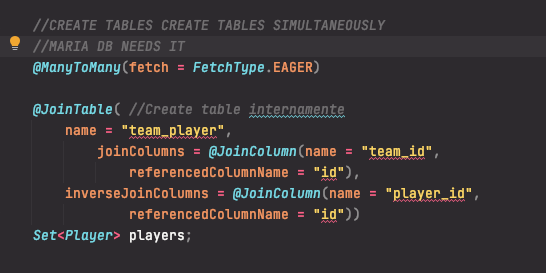 //CREATE TABLES CREATE TABLES SIMULTANEOUSLY
//MARIA DB NEEDS IT
@ManyToMany(fetch = FetchType.EAGER)
@JoinTable( //Create table internamente
name = "team_player",
joinColumns = @JoinColumn(name = "team_id",
referencedColumnName = "id"),
inverseJoinColumns = @JoinColumn(name = "player_id",
referencedColumnName = "id"))
Set<Player> players;